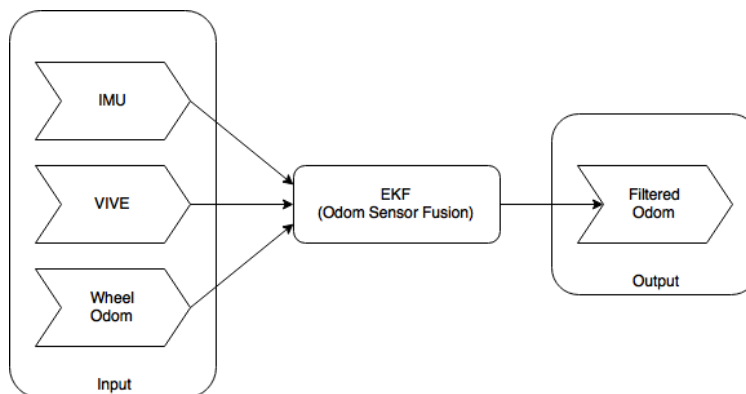 IMU
VIVE
Wheel
Odom
Input
EKF
(Odom Sensor Fusion)
Filtered
Odom
Output